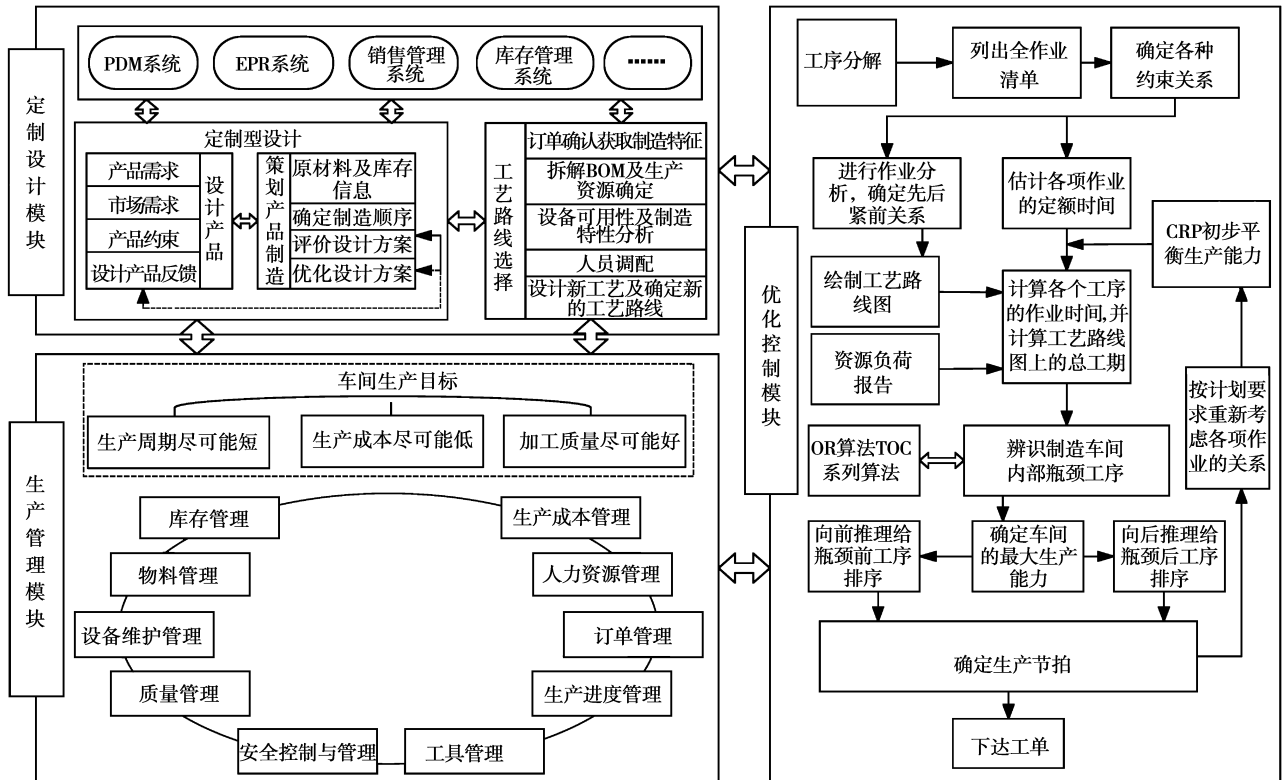 定
制
设
计
模
块
PDM系统
EPR系统
销售管理
系统
库存管理
系统
······
定制型设计
产品需求
市场需求
产品约束
设计产品反馈
设
计
产
品
策
划
产
品
制
造
原材料及库存
信息
确定制造顺序
评价设计方案
优化设计方案
工
艺
路
线
选
择
订单确认获取制造特征
拆解BOM及生产
资源确定
设备可用性及制造
特性分析
人员调配
设计新工艺及确定新
的工艺路线
生
产
管
理
模
块
车间生产目标
生产周期尽可能短
生产成本尽可能低
加工质量尽可能好
库存管理
生产成本管理
物料管理
人力资源管理
设备维护管理
订单管理
质量管理
生产进度管理
安全控制与管理
工具管理
优
化
控
制
模
块
工序分解
列出全作业
清单
确定各种
约束关系
进行作业分
析，确定先后
紧前关系
估计各项作业
的定额时间
CRP初步平
衡生产能力
绘制工艺路
线图
计算各个工序
的作业时间,并
计算工艺路线
图上的总工期
资源负荷
报告
按计划要
求重新考
虑各项作
业的关系
OR算法TOC
系列算法
辨识制造车间
内部瓶颈工序
向前推理给
瓶颈前工序
排序
确定车间
的最大生产
能力
向后推理给
瓶颈后工序
排序
确定生产节拍
下达工单